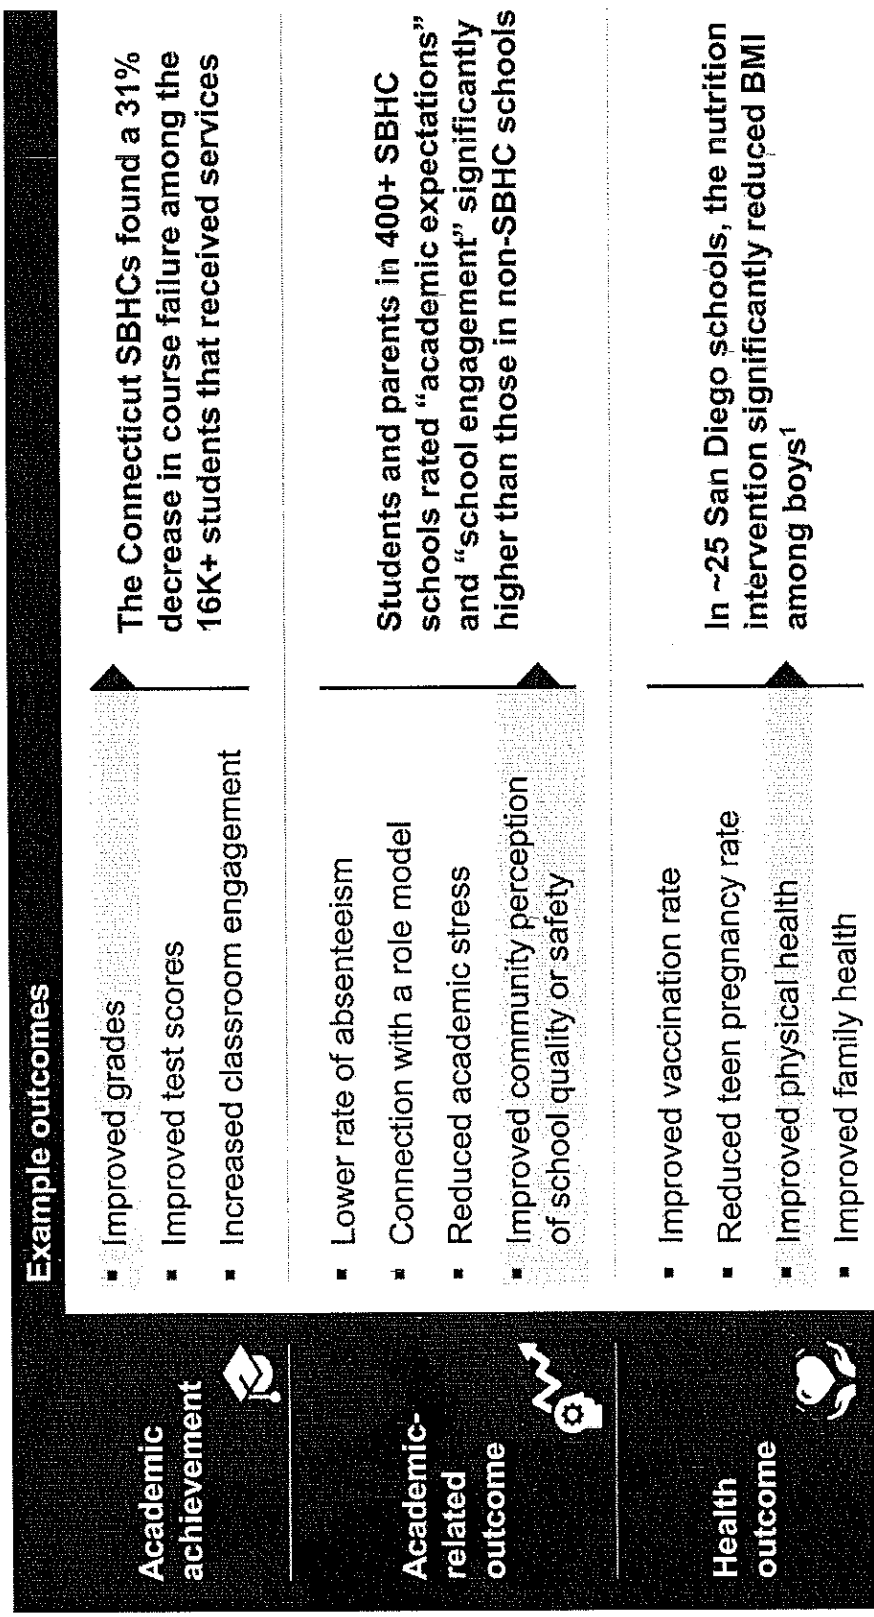 Example outcomes
Academic
achievement
▪ Improved grades
▪ Improved test scores
▪ Increased classroom engagement
The Connecticut SBHCs found a 31%
decrease in course failure among the
16K+ students that received services
Academic-
related
outcome
▪ Lower rate of absenteeism
▪ Connection with a role model
▪ Reduced academic stress
▪ Improved community perception
of school quality or safety
Students and parents in 400+ SBHC
schools rated “academic expectations”
and “school engagement” significantly
higher than those in non-SBHC schools
Health
outcome
▪ Improved vaccination rate
▪ Reduced teen pregnancy rate
▪ Improved physical health
▪ Improved family health
In ~25 San Diego schools, the nutrition
intervention significantly reduced BMI
among boys¹